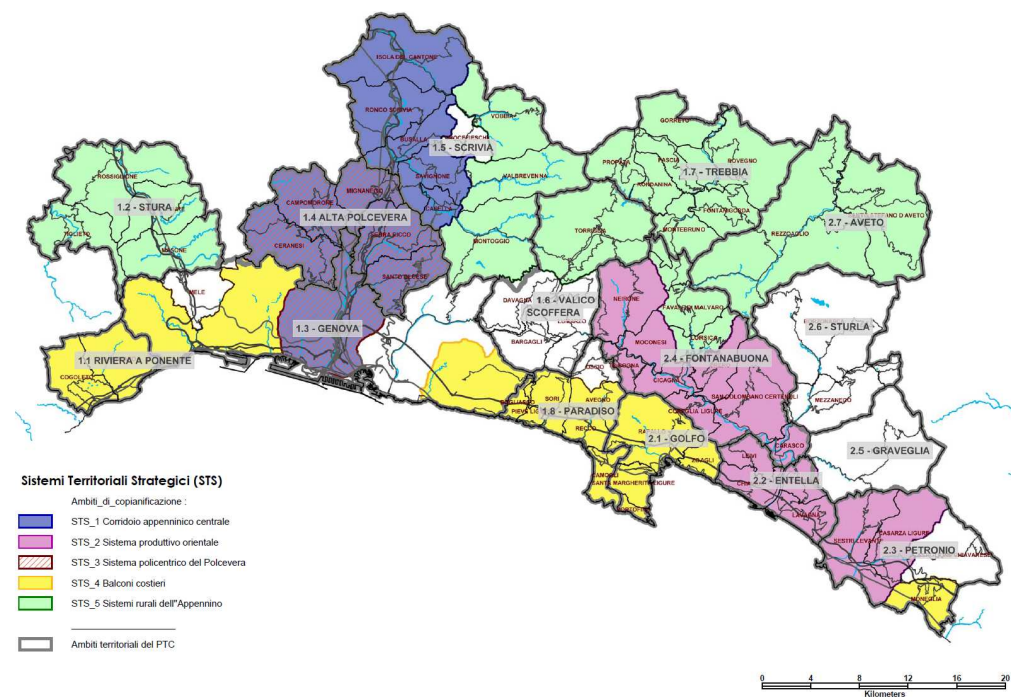 ISOLA DEL CANTONE
RONCO SCRIVIA
VOBBIA
GORRETO
BUSALLA
1.5 - SCRIVIA
PROPATA
FASCIA
ROVEGNO
ROSSIGLIONE
MIGNANEGO
SAVIGNONE
VALBREVENNA
1.7 - TREBBIA
CAMPOMORONE
RONDANINA
1.2 - STURA
CASELLA
FONTANIGORDA
1.4 ALTA POLCEVERA
2.7 - AVETO
TIGLIETO
SERRA RICCO
TORRIGLIA
MONTEBRUNO
REZZOAGLIO
MASONE
CERANESI
MONTOGGIO
SANT'OLCESE
MELE
DAVAGNA
1.6 - VALICO
SCOFFERA
NEIRONE
FAVALE DI MALVARO
1.3 - GENOVA
2.6 - STURLA
BARGAGLI
MOCONESI
LORSICA
1.1 RIVIERA A PONENTE
2.4 - FONTANABUONA
COGOLETO
CICAGNA
MEZZANEGO
SORI
AVEGNO
SAN COLOMBANO CERTENOLI
1.8 - PARADISO
COREGLIA LIGURE
RECCO
2.1 - GOLFO
CARASCO
2.5 - GRAVEGLIA
ZOAGLI
LEIVI
CAMOGLI
2.2 - ENTELLA
SANTA MARGHERITA LIGURE
PORTOFINO
LAVAGNA
CASARZA LIGURE
SESTRI LEVANTE
2.3 - PETRONIO
MONEGLIA
Sistemi Territoriali Strategici (STS)
Ambiti_di_copianificazione :
STS_1 Corridoio appenninico centrale
STS_2 Sistema produttivo orientale
STS_3 Sistema policentrico del Polcevera
STS_4 Balconi costieri
STS_5 Sistemi rurali dell"Appennino
Ambiti territoriali del PTC
0 4 8 12 16 20
Kilometers